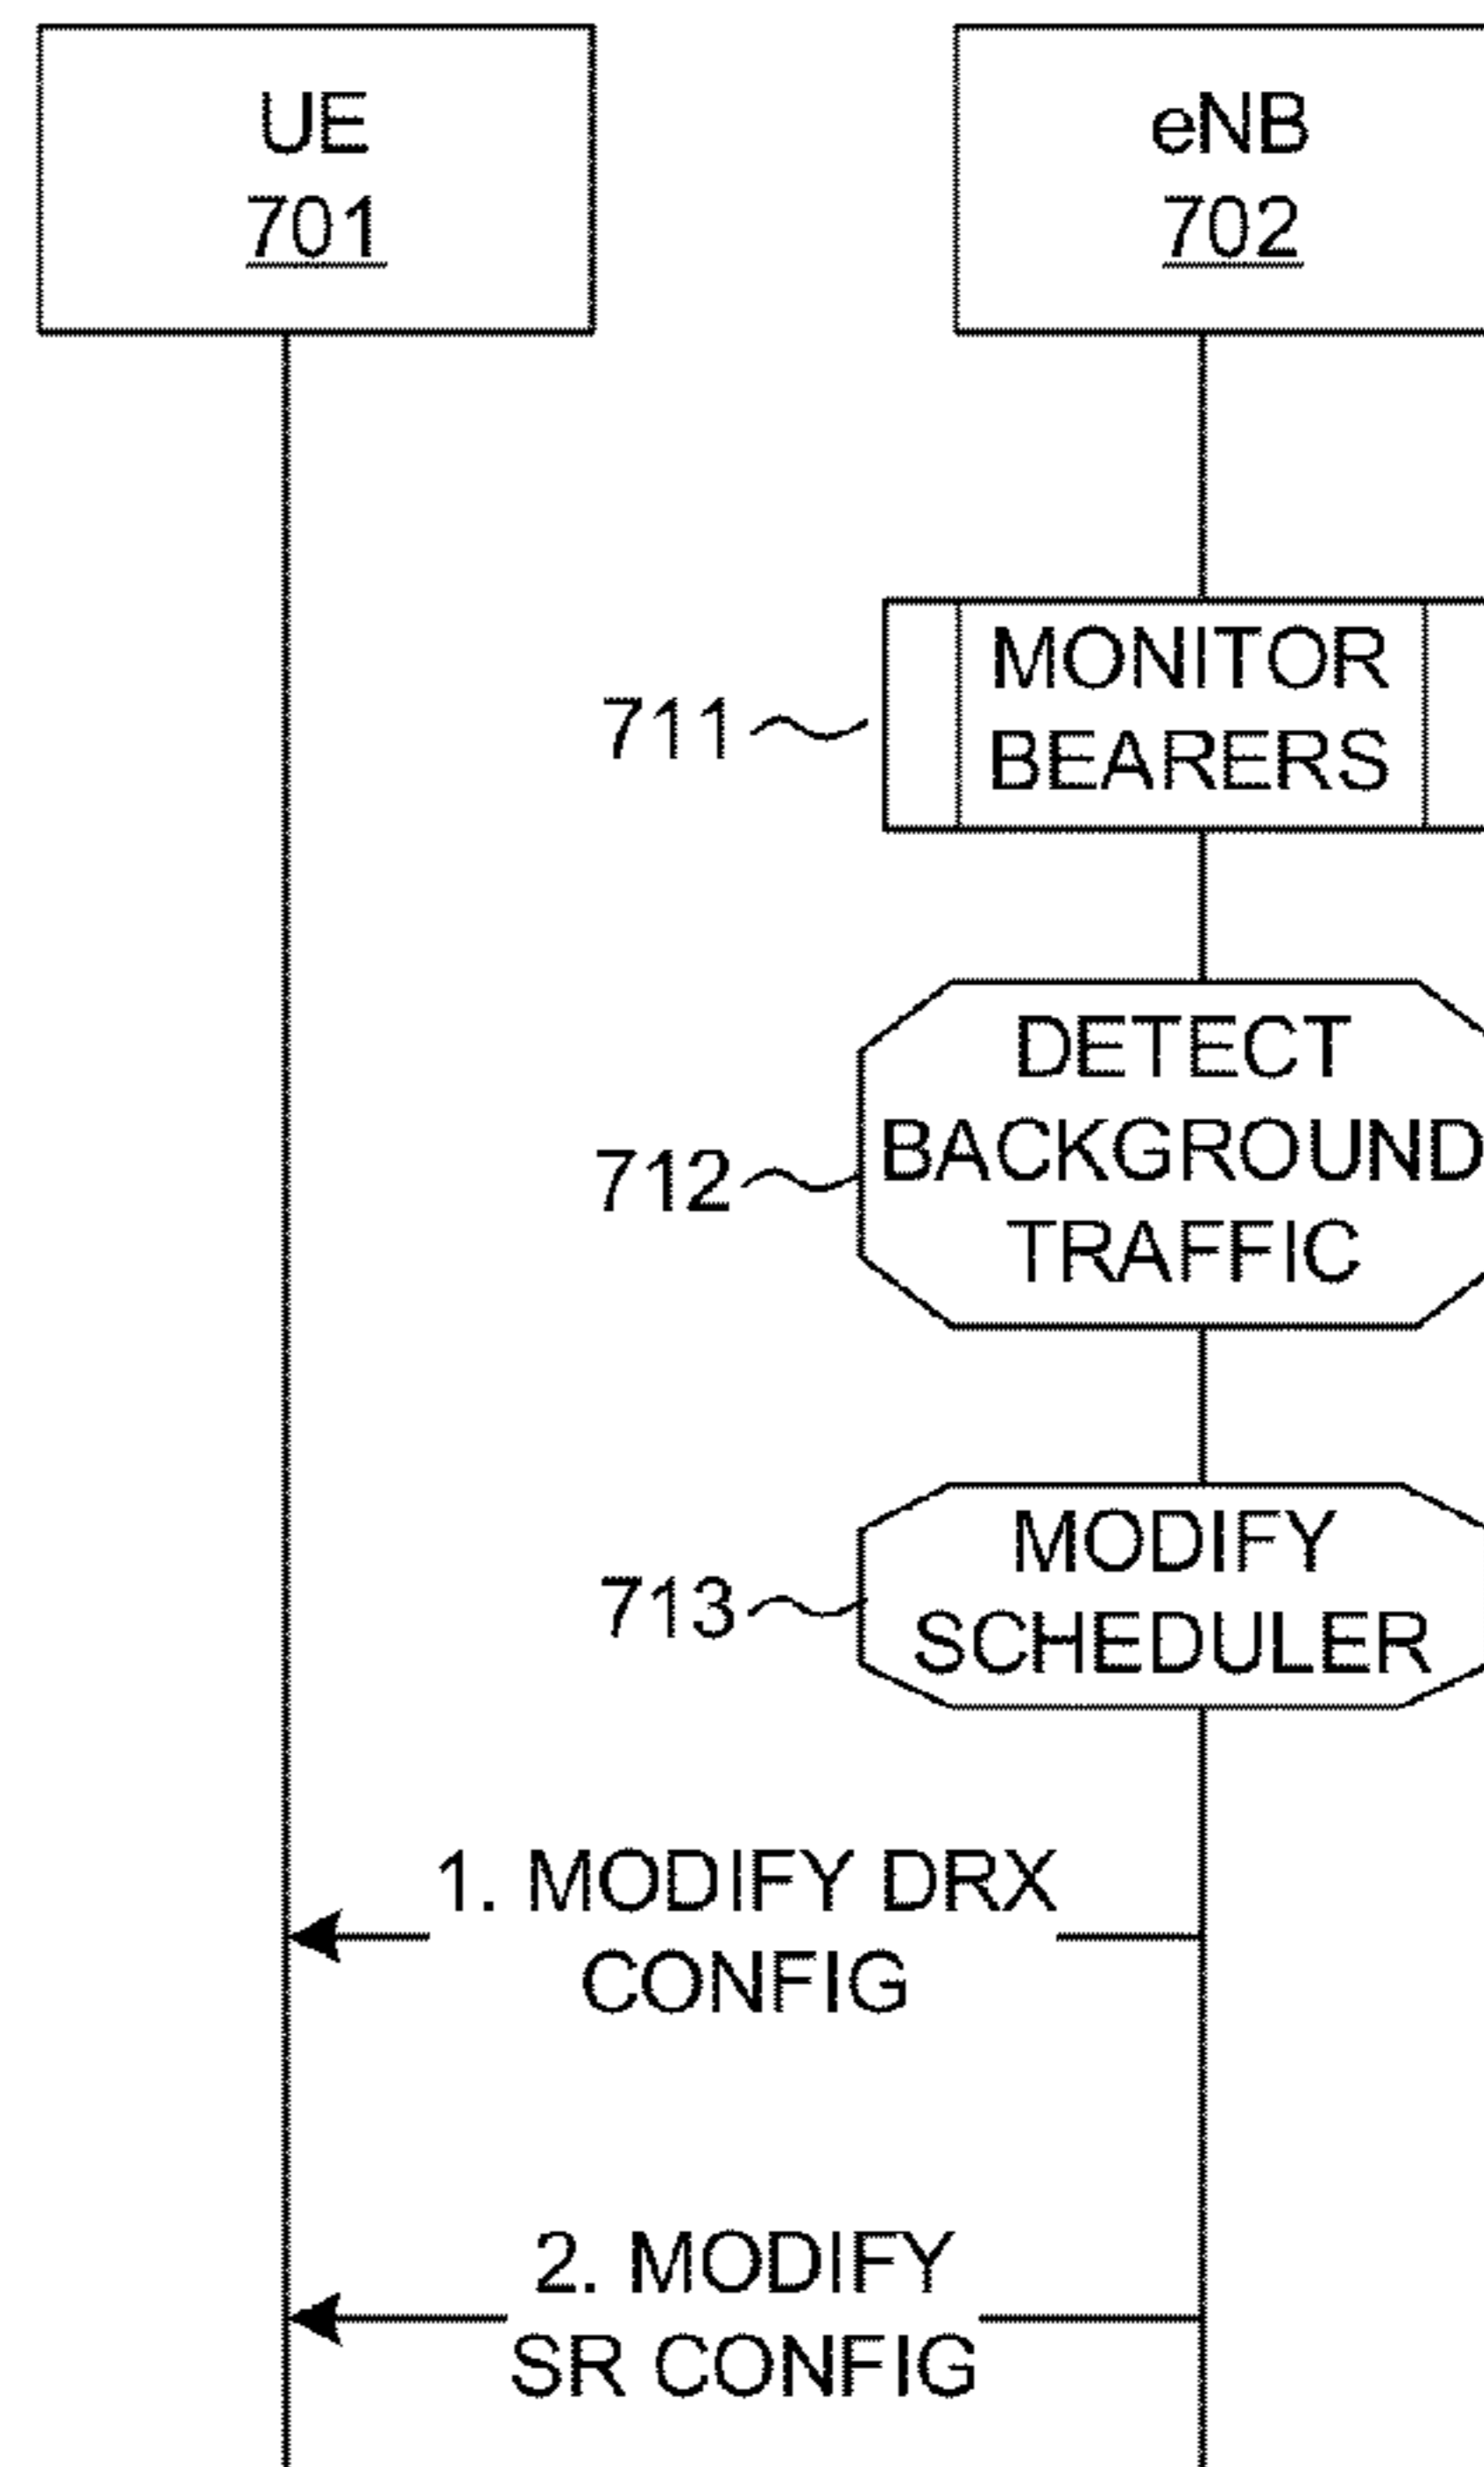 UE
701
eNB
702
MONITOR
BEARERS
711
DETECT
BACKGROUND
TRAFFIC
712
MODIFY
SCHEDULER
713
1. MODIFY DRX
CONFIG
2. MODIFY
SR CONFIG